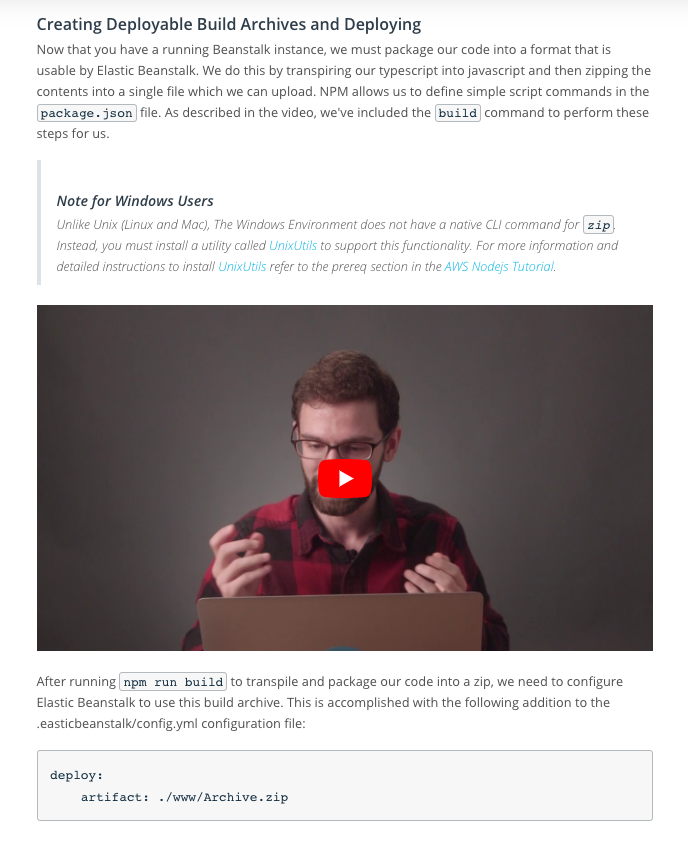 Creating Deployable Build Archives and Deploying
Now that you have a running Beanstalk instance, we must package our code into a format that is
usable by Elastic Beanstalk. We do this by transpiring our typescript into javascript and then zipping the
contents into a single file which we can upload. NPM allows us to define simple script commands in the
package.json file. As described in the video, we've included the build command to perform these
steps for us.
Note for Windows Users
Unlike Unix (Linux and Mac), The Windows Environment does not have a native CLI command for zip.
Instead, you must install a utility called UnixUtils to support this functionality. For more information and
detailed instructions to install UnixUtils refer to the prereq section in the AWS Nodejs Tutorial.
After running npm run build to transpile and package our code into a zip, we need to configure
Elastic Beanstalk to use this build archive. This is accomplished with the following addition to the
.easticbeanstalk/config.yml configuration file:
deploy:
    artifact: ./www/Archive.zip